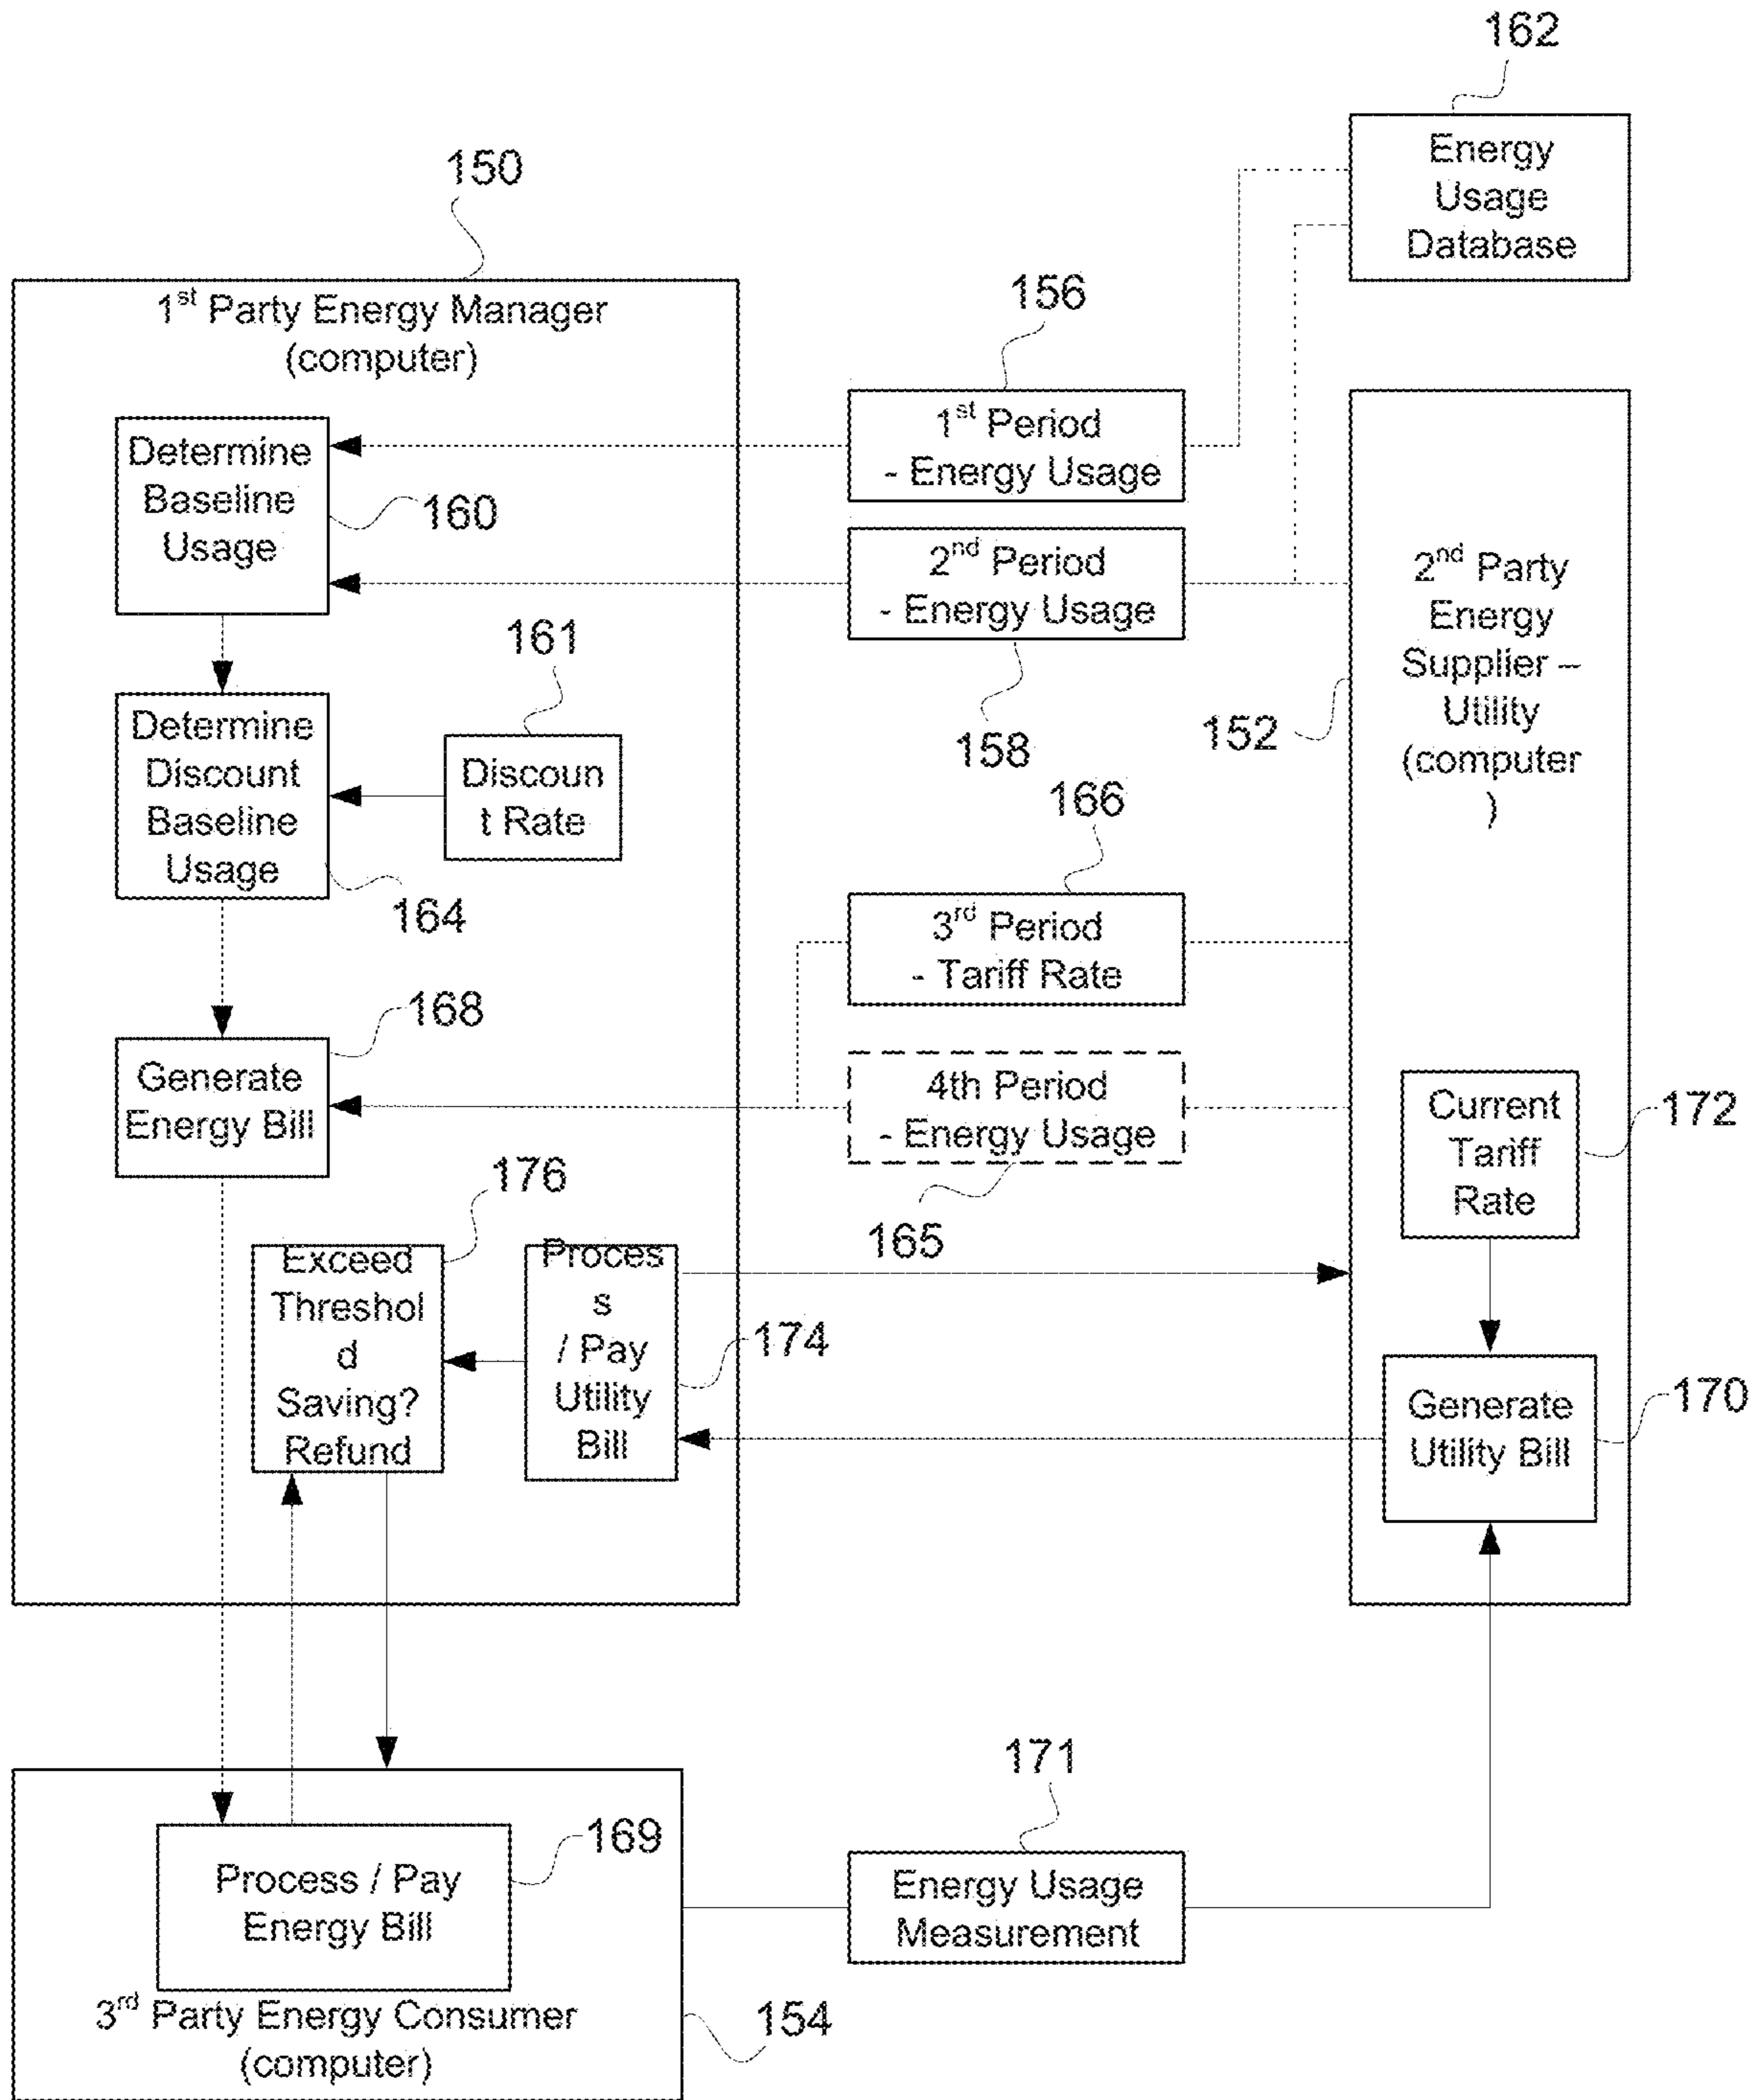 162
Energy
Usage
Database
150
1st Party Energy Manager
(computer)
156
1st Period
- Energy Usage
Determine
Baseline
Usage
160
2nd Period
- Energy Usage
158
2nd Party
Energy
Supplier –
Utility
(computer
)
152
161
Discoun
t Rate
Determine
Discount
Baseline
Usage
164
166
3rd Period
- Tariff Rate
168
Generate
Energy Bill
4th Period
- Energy Usage
165
Current
Tariff
Rate
172
176
Exceed
Threshol
d
Saving?
Refund
Proces
s
/ Pay
Utility
Bill
174
Generate
Utility Bill
170
171
Energy Usage
Measurement
169
Process / Pay
Energy Bill
3rd Party Energy Consumer
(computer)
154